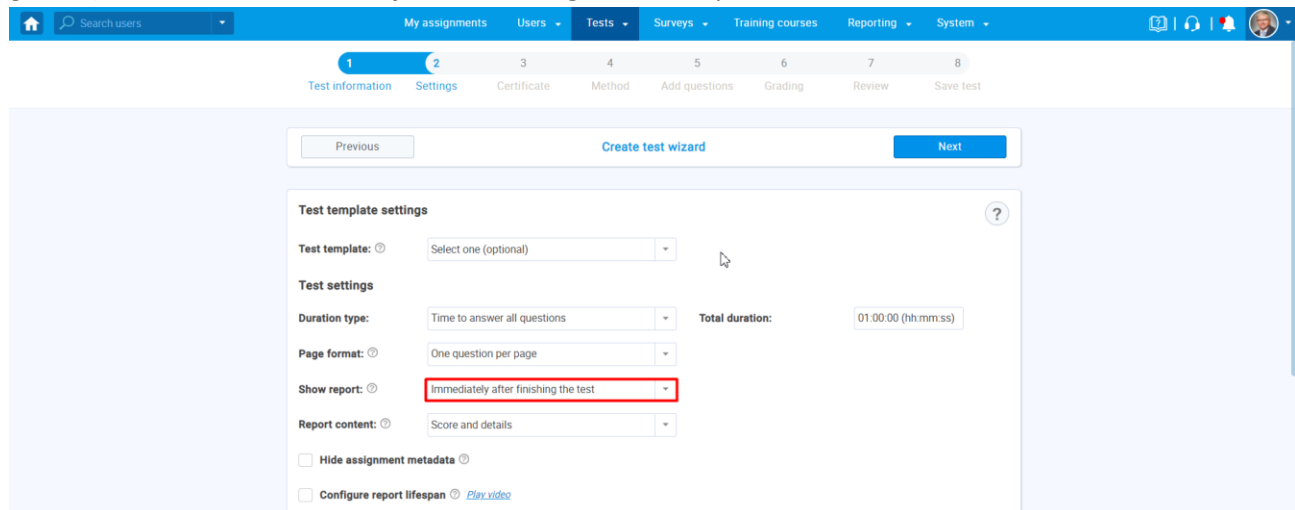 Search users My assignments Users Tests Surveys Training courses Reporting System
1 2 3 4 5 6 7 8
Test information Settings Certificate Method Add questions Grading Review Save test
Previous Create test wizard Next
Test template settings ?
Test template: ? Select one (optional)
Test settings
Duration type: Time to answer all questions Total duration: 01:00:00 (hh:mm:ss)
Page format: ? One question per page
Show report: ? Immediately after finishing the test
Report content: ? Score and details
Hide assignment metadata ?
Configure report lifespan ? Play video